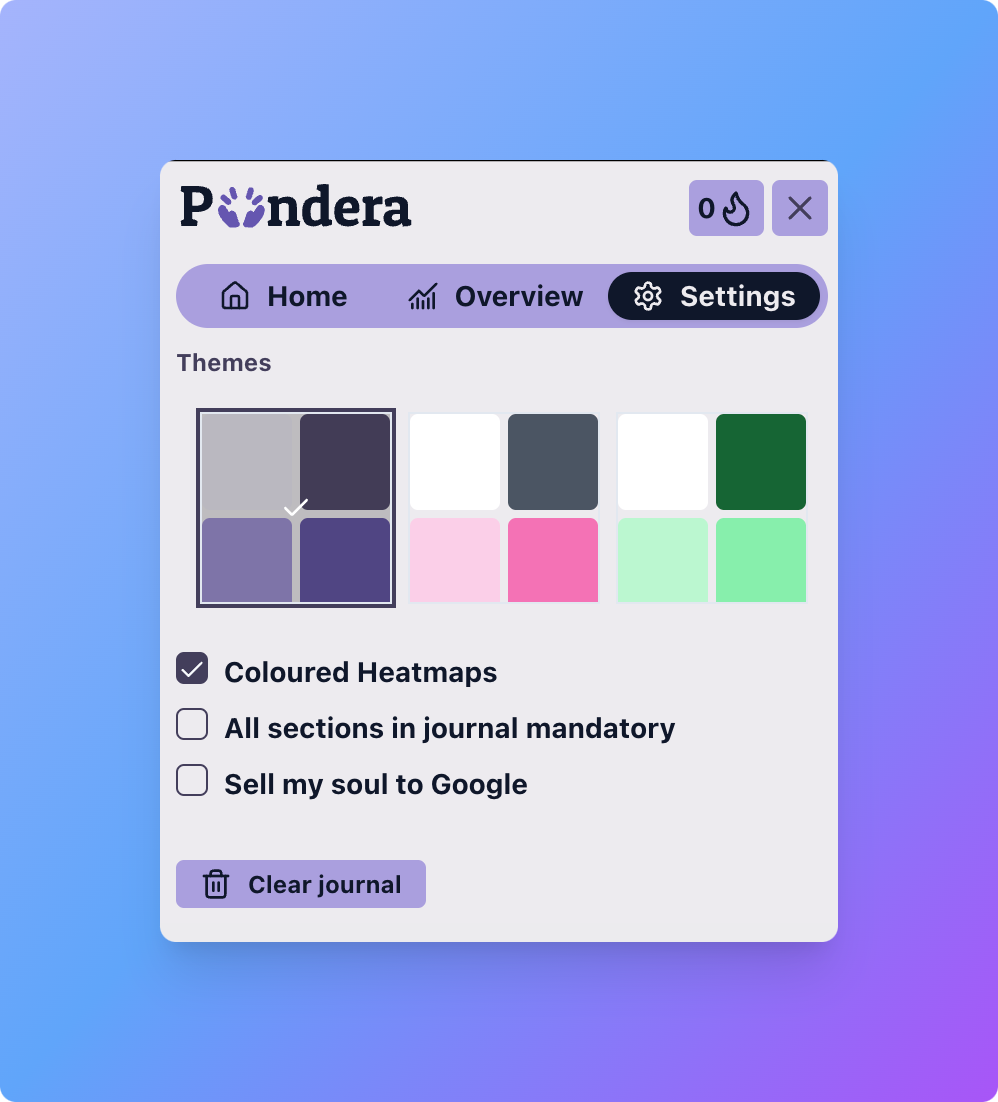 Pondera
0
Home
Overview
Settings
Themes
Coloured Heatmaps
All sections in journal mandatory
Sell my soul to Google
Clear journal